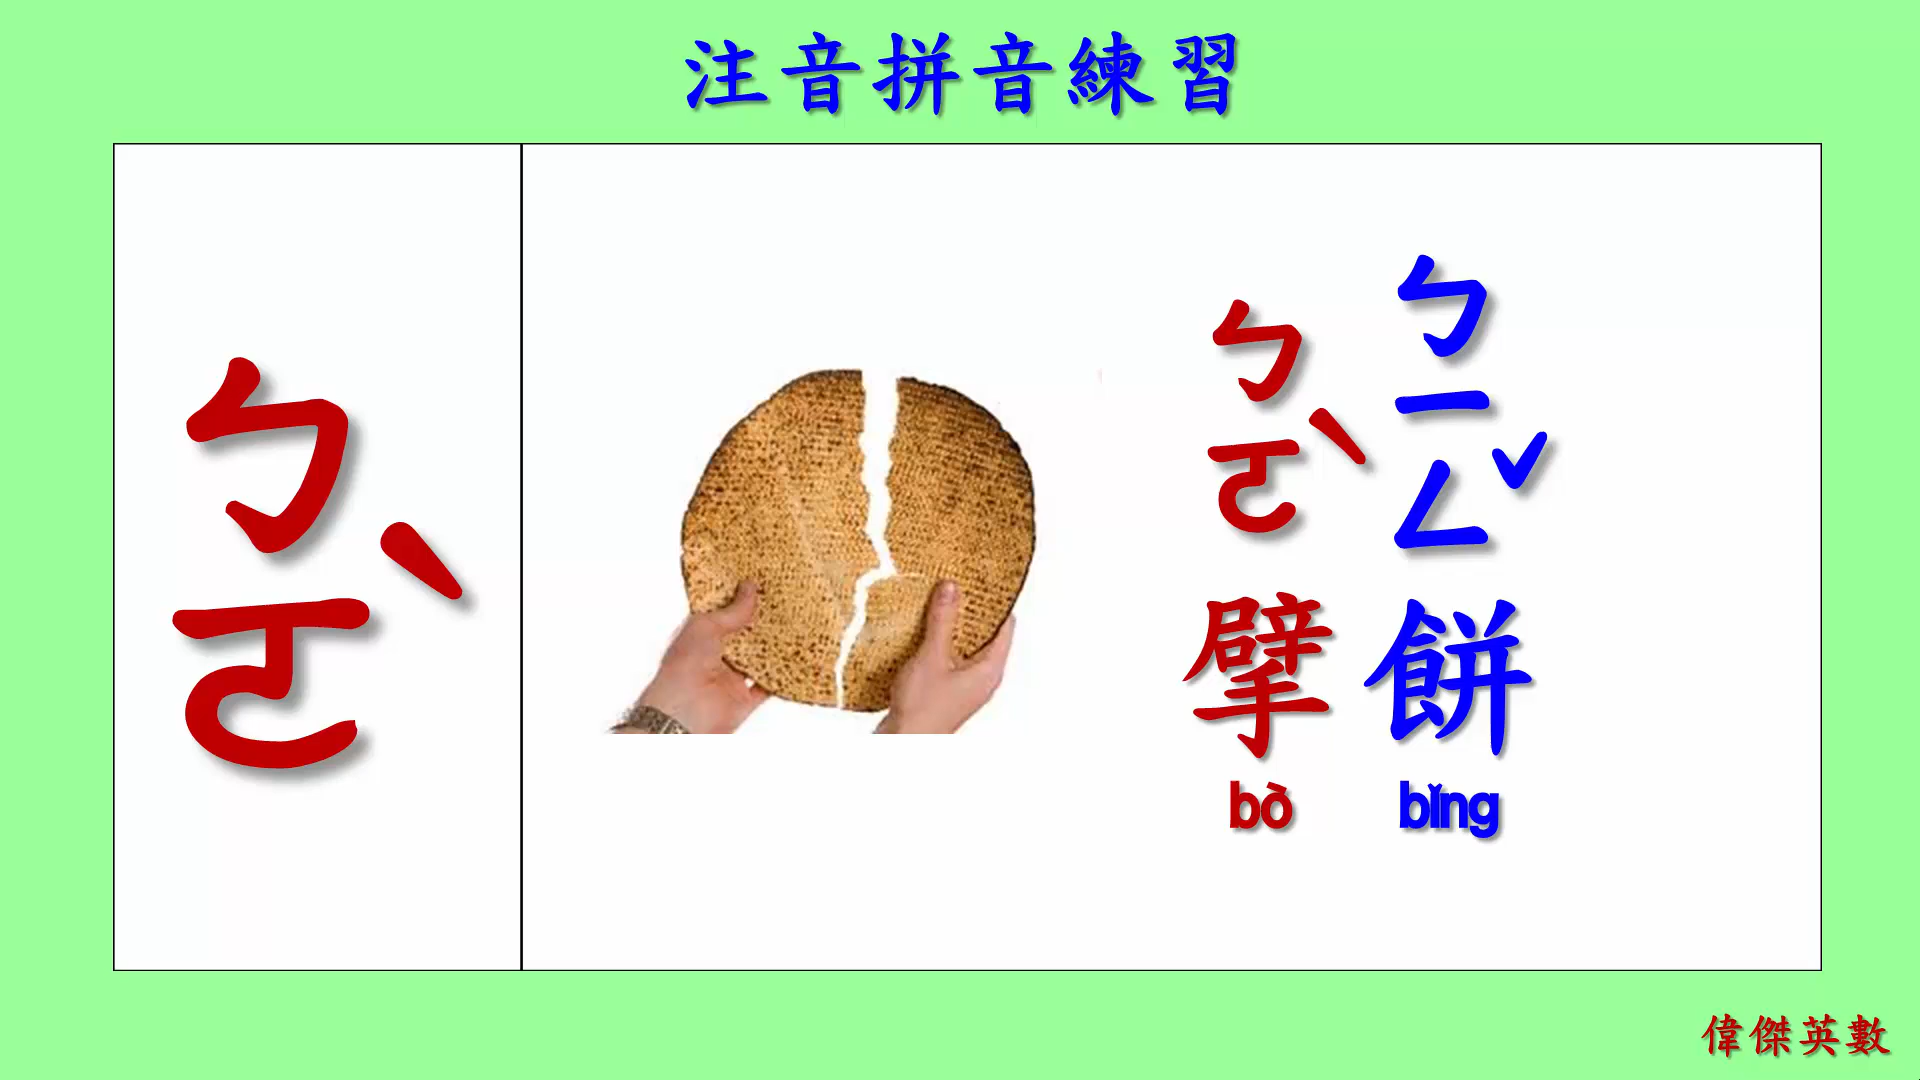 注音拼音練習
ㄅㄛˋ
ㄅㄛˋ ㄅㄧㄥˇ
擘餅
bò bǐng
偉傑英數